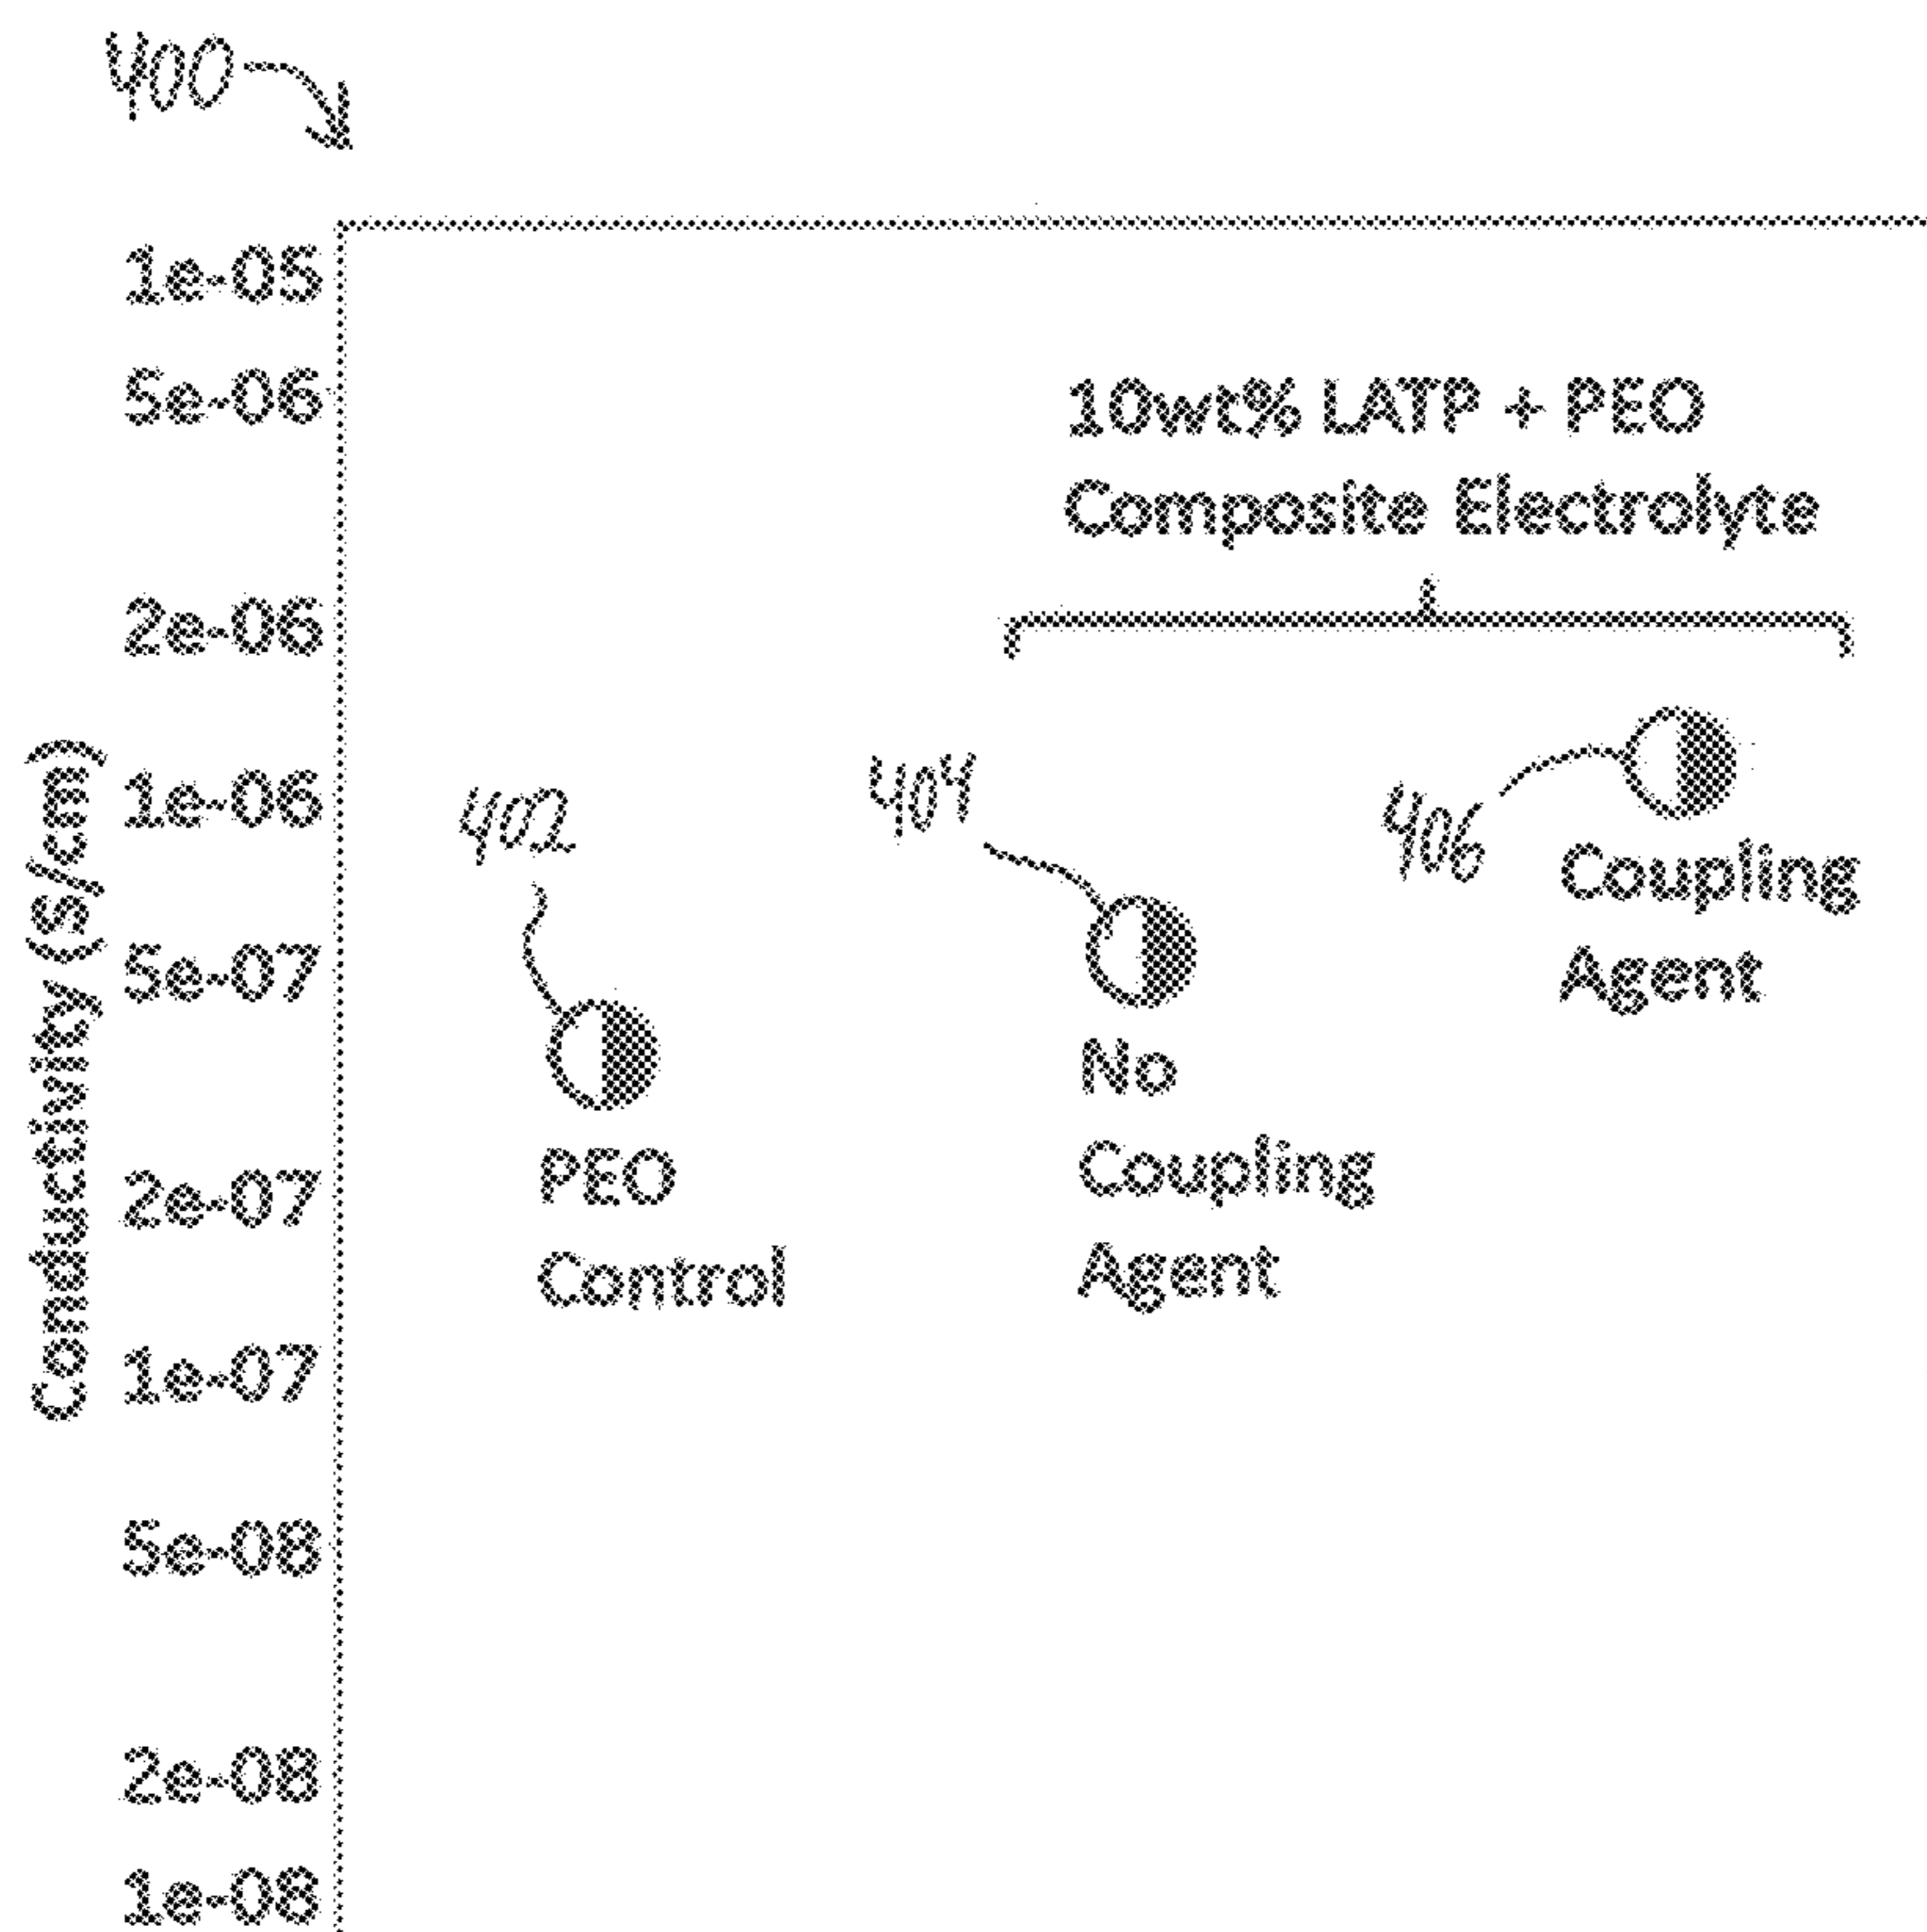 400
1e-05
5e-06
2e-06
1e-06
5e-07
2e-07
1e-07
5e-08
2e-08
1e-08
Conductivity (s/cm)
10wt% LATP + PEO
Composite Electrolyte
402
PEO
Control
404
No
Coupling
Agent
406
Coupling
Agent